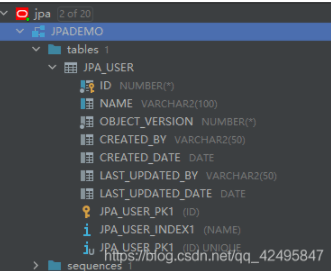 jpa 2 of 20
JPADEMO
tables 1
JPA_USER
ID NUMBER(*)
NAME VARCHAR2(100)
OBJECT_VERSION NUMBER(*)
CREATED_BY VARCHAR2(50)
CREATED_DATE DATE
LAST_UPDATED_BY VARCHAR2(50)
LAST_UPDATED_DATE DATE
JPA_USER_PK1 (ID)
JPA_USER_INDEX1 (NAME)
JPA_USER_PK1 (ID) UNIQUE
https://blog.csdn.net/qq_42495847
sequences 1